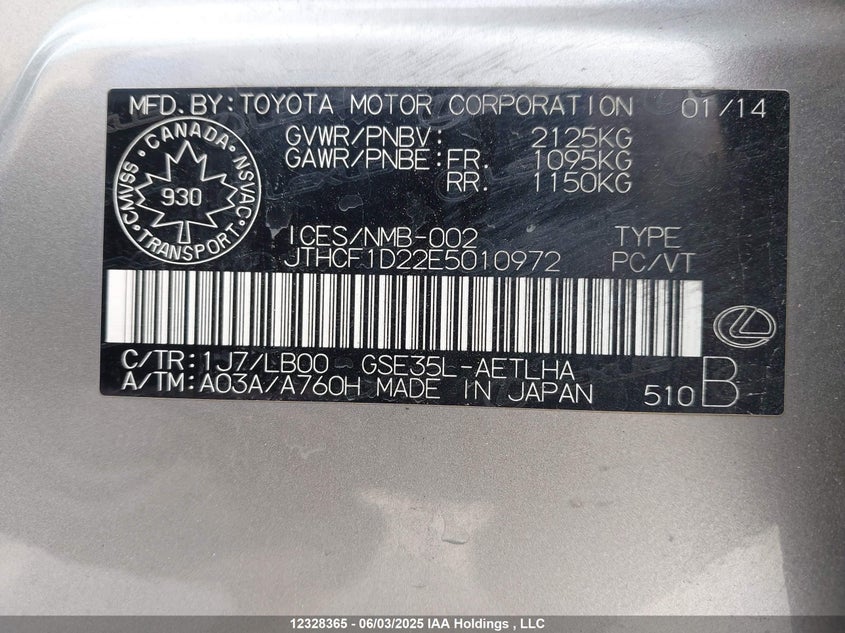 MFD.BY:TOYOTA MOTOR CORPORATION 01/14
GVWR/PNBV: 2125KG
GAWR/PNBE:FR. 1095KG
RR. 1150KG
CANADA
CMVSS NSVAC
930
TRANSPORT
ICES/NMB-002 TYPE
JTHCF1D22E5010972 PC/VT
C/TR:1J7/LB00 GSE35L-AETLHA
A/TM:A03A/A760H MADE IN JAPAN 510 B
12328365 - 06/03/2025 IAA Holdings , LLC